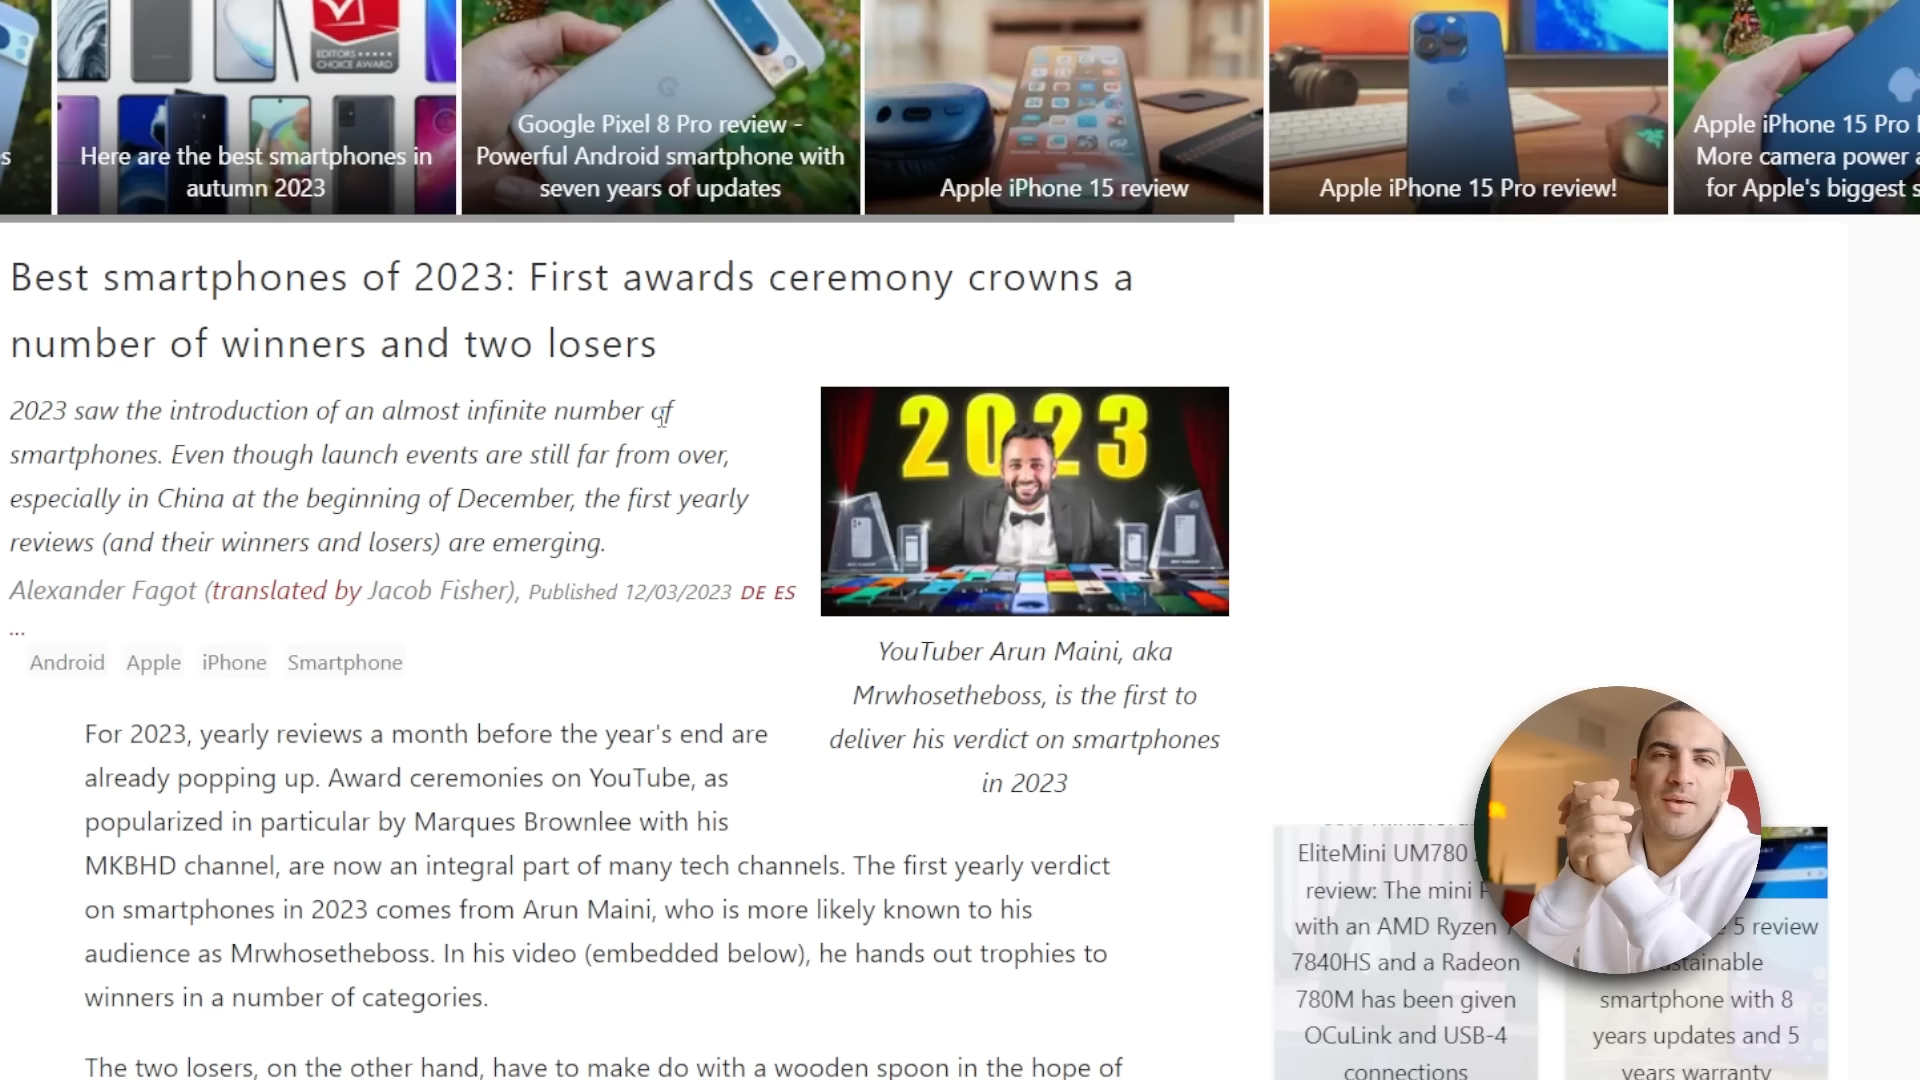 EDITORS
CHOICE AWARD
s
Here are the best smartphones in
autumn 2023
Google Pixel 8 Pro review -
Powerful Android smartphone with
seven years of updates
Apple iPhone 15 review
Apple iPhone 15 Pro review!
Apple iPhone 15 Pro
More camera power
for Apple's biggest s
Best smartphones of 2023: First awards ceremony crowns a
number of winners and two losers
2023 saw the introduction of an almost infinite number of
smartphones. Even though launch events are still far from over,
especially in China at the beginning of December, the first yearly
reviews (and their winners and losers) are emerging.
Alexander Fagot (translated by Jacob Fisher), Published 12/03/2023 DE ES
...
Android Apple iPhone Smartphone
2023
YouTuber Arun Maini, aka
Mrwhosetheboss, is the first to
deliver his verdict on smartphones
in 2023
For 2023, yearly reviews a month before the year's end are
already popping up. Award ceremonies on YouTube, as
popularized in particular by Marques Brownlee with his
MKBHD channel, are now an integral part of many tech channels. The first yearly verdict
on smartphones in 2023 comes from Arun Maini, who is more likely known to his
audience as Mrwhosetheboss. In his video (embedded below), he hands out trophies to
winners in a number of categories.
The two losers, on the other hand, have to make do with a wooden spoon in the hope of
EliteMini UM780
review: The mini
with an AMD Ryzen 7
7840HS and a Radeon
780M has been given
OCuLink and USB-4
connections
5 review
stainable
smartphone with 8
years updates and 5
years warranty